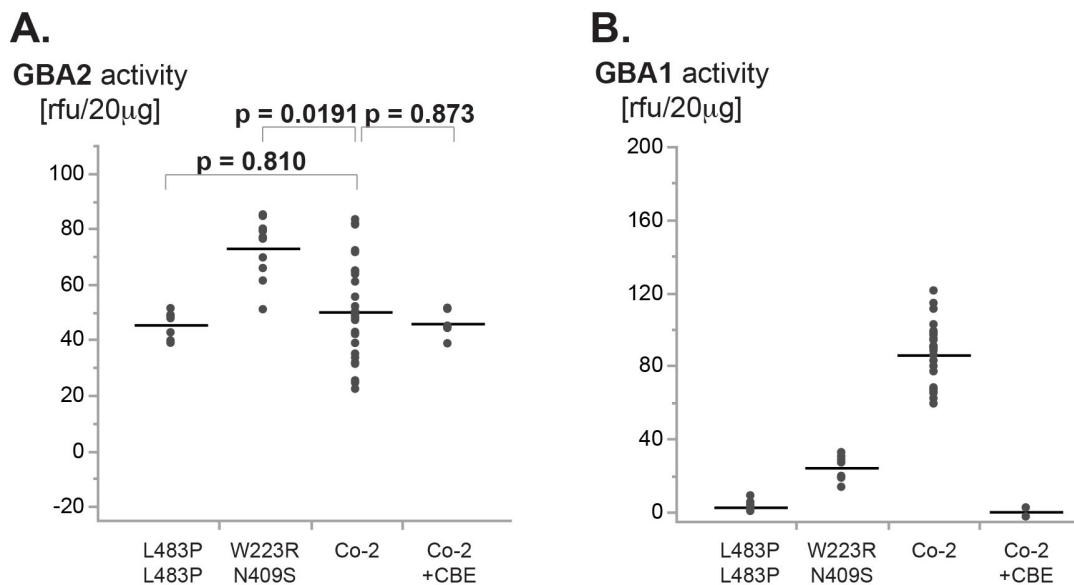 A.
GBA2 activity
[rfu/20µg]
p = 0.0191
p = 0.873
p = 0.810
100
80
60
40
20
0
-20
L483P
L483P
W223R
N409S
Co-2
Co-2
+CBE
B.
GBA1 activity
[rfu/20µg]
200
160
120
80
40
0
L483P
L483P
W223R
N409S
Co-2
Co-2
+CBE